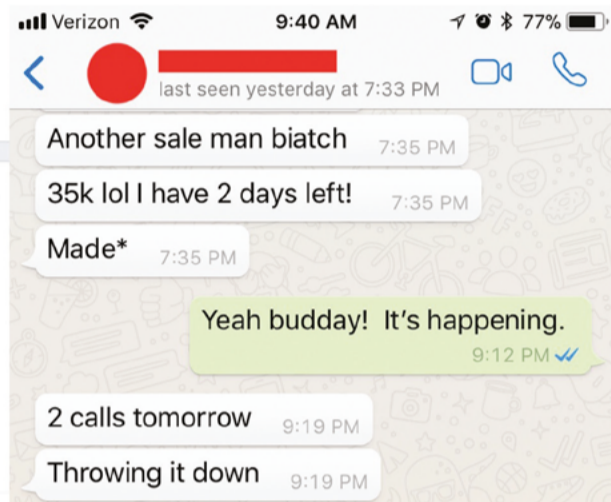 Verizon 9:40 AM 77%
last seen yesterday at 7:33 PM
Another sale man biatch 7:35 PM
35k lol I have 2 days left! 7:35 PM
Made* 7:35 PM
Yeah budday! It's happening.
9:12 PM
2 calls tomorrow 9:19 PM
Throwing it down 9:19 PM